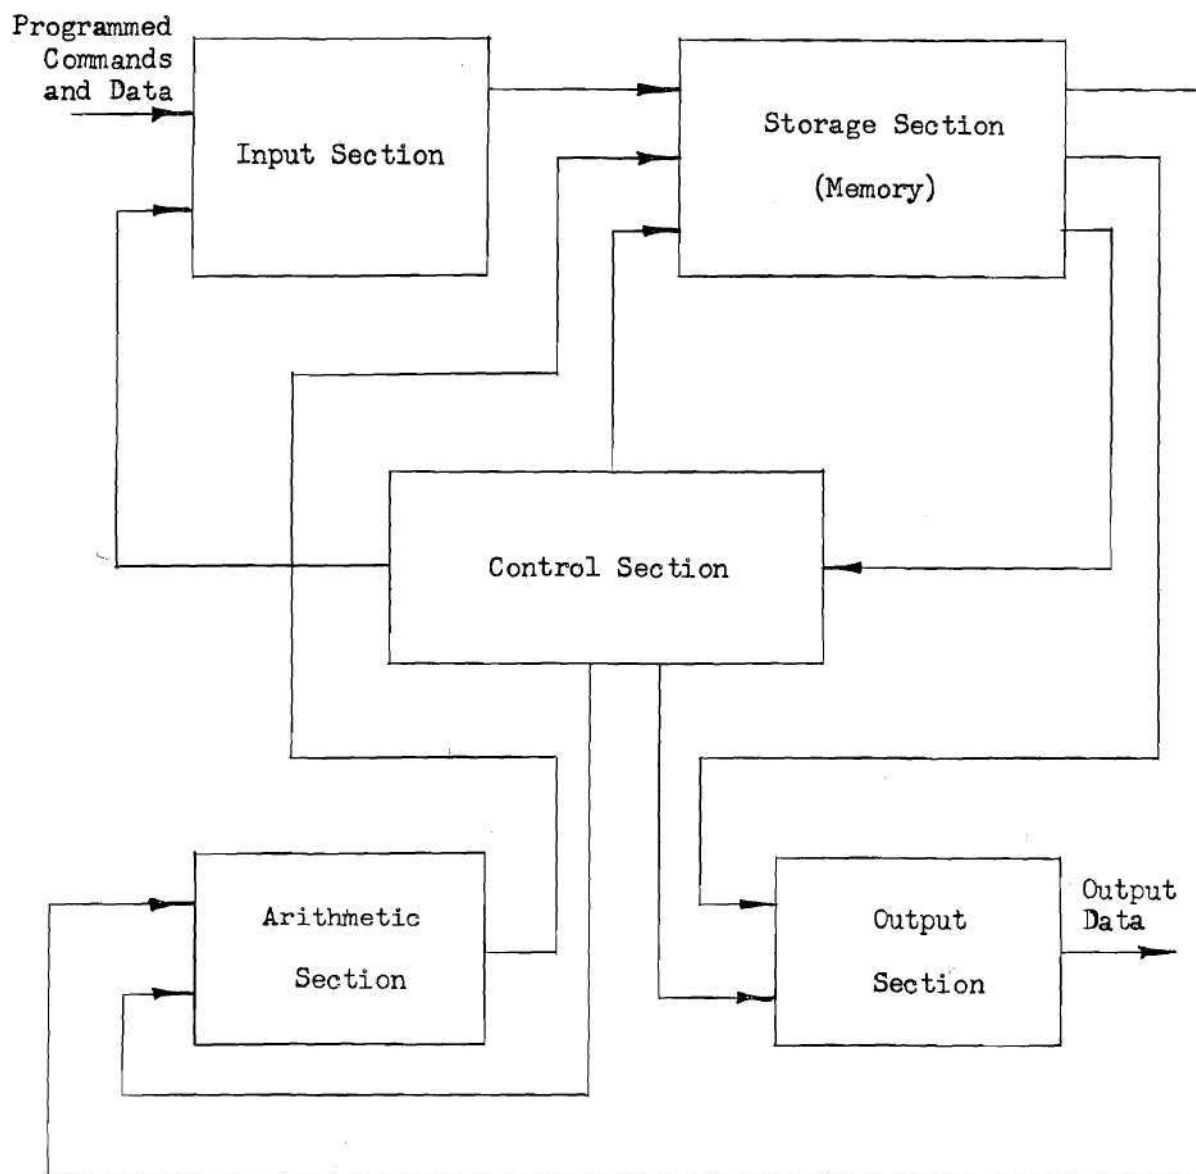 Programmed
Commands
and Data
Input Section
Storage Section
(Memory)
Control Section
Arithmetic
Section
Output
Section
Output
Data